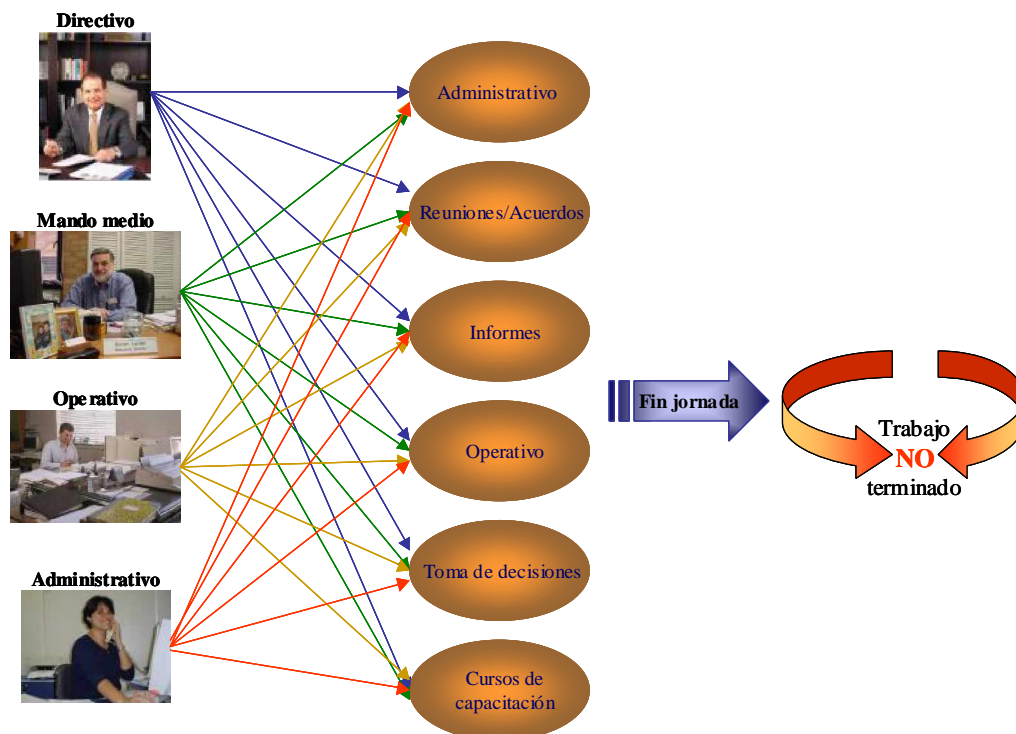 Directivo
Mando medio
Operativo
Administrativo
Administrativo
Reuniones/Acuerdos
Informes
Operativo
Toma de decisiones
Cursos de
capacitación
Fin jornada
Trabajo
NO
terminado